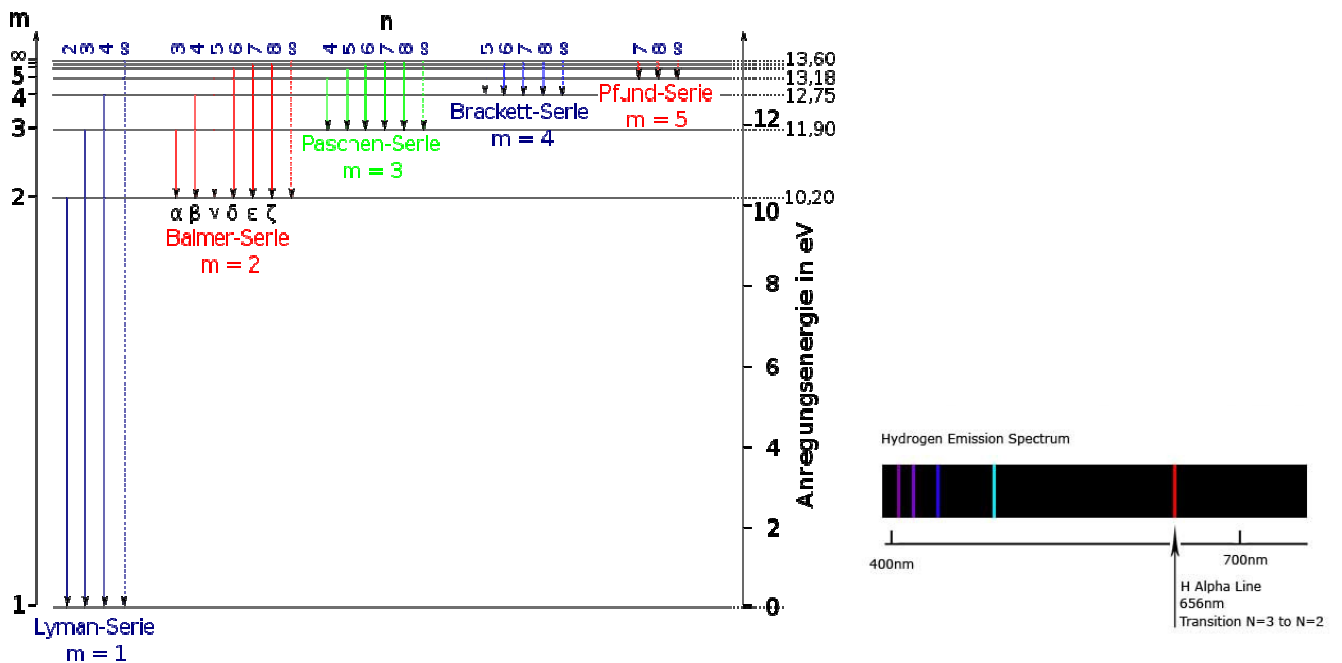 m
n
2 3 4 ∞ 3 4 5 6 7 8 ∞ 4 5 6 7 8 ∞ 5 6 7 8 ∞ 7 8 ∞
∞
5
4
3
2
1
13,60
13,18
12,75
11,90
10,20
12
10
8
6
4
2
0
Anregungsenergie in eV
Pfund-Serie
m = 5
Brackett-Serie
m = 4
Paschen-Serie
m = 3
α β γ δ ε ζ
Balmer-Serie
m = 2
Lyman-Serie
m = 1
Hydrogen Emission Spectrum
400nm
700nm
H Alpha Line
656nm
Transition N=3 to N=2